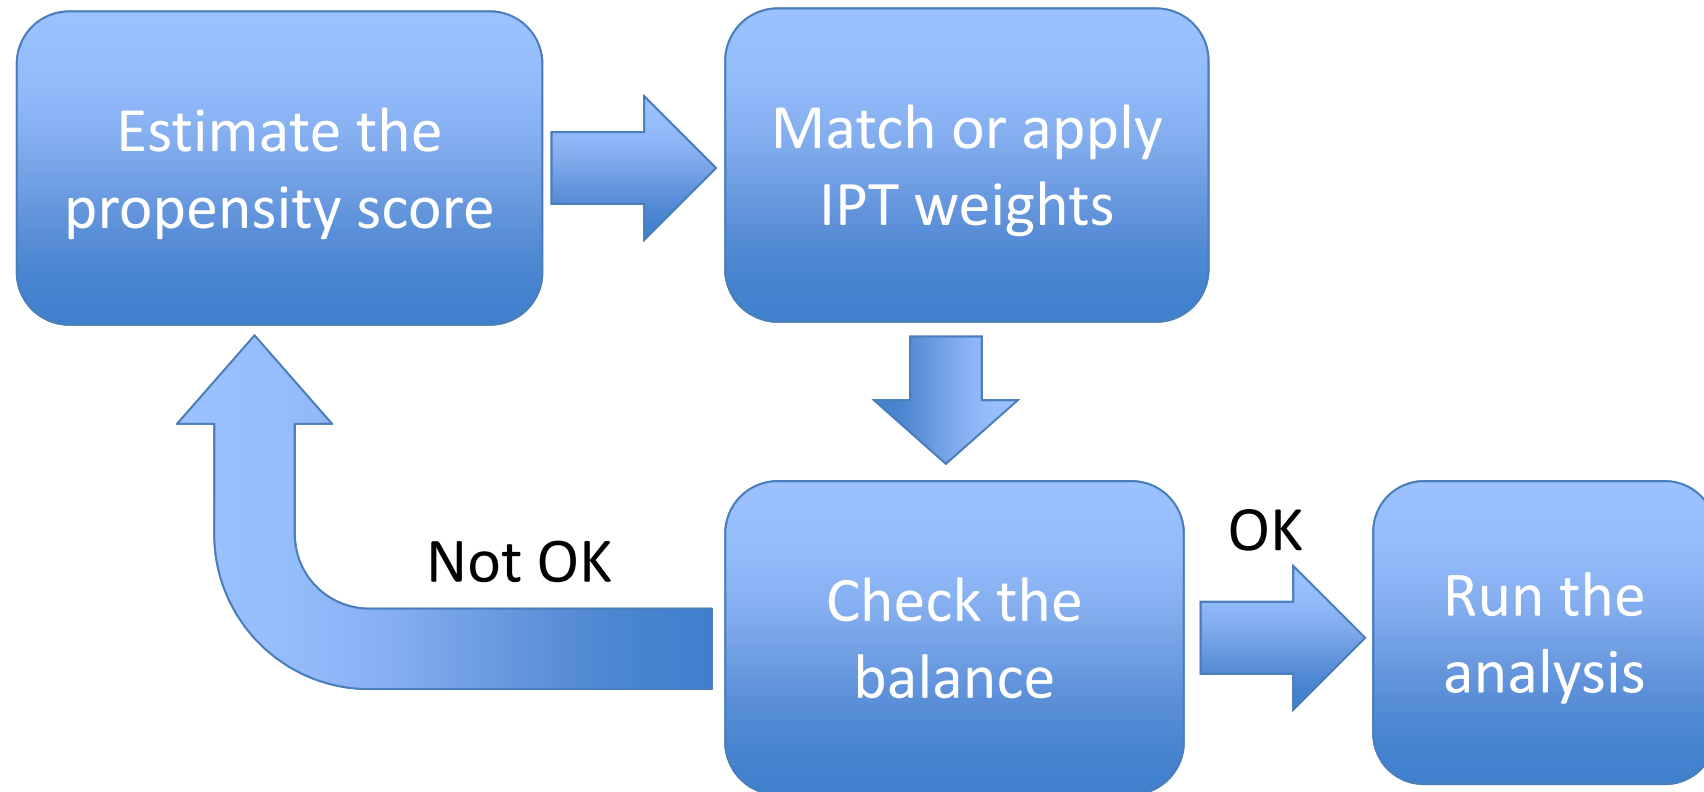 Estimate the
propensity score
Match or apply
IPT weights
Not OK
Check the
balance
OK
Run the
analysis